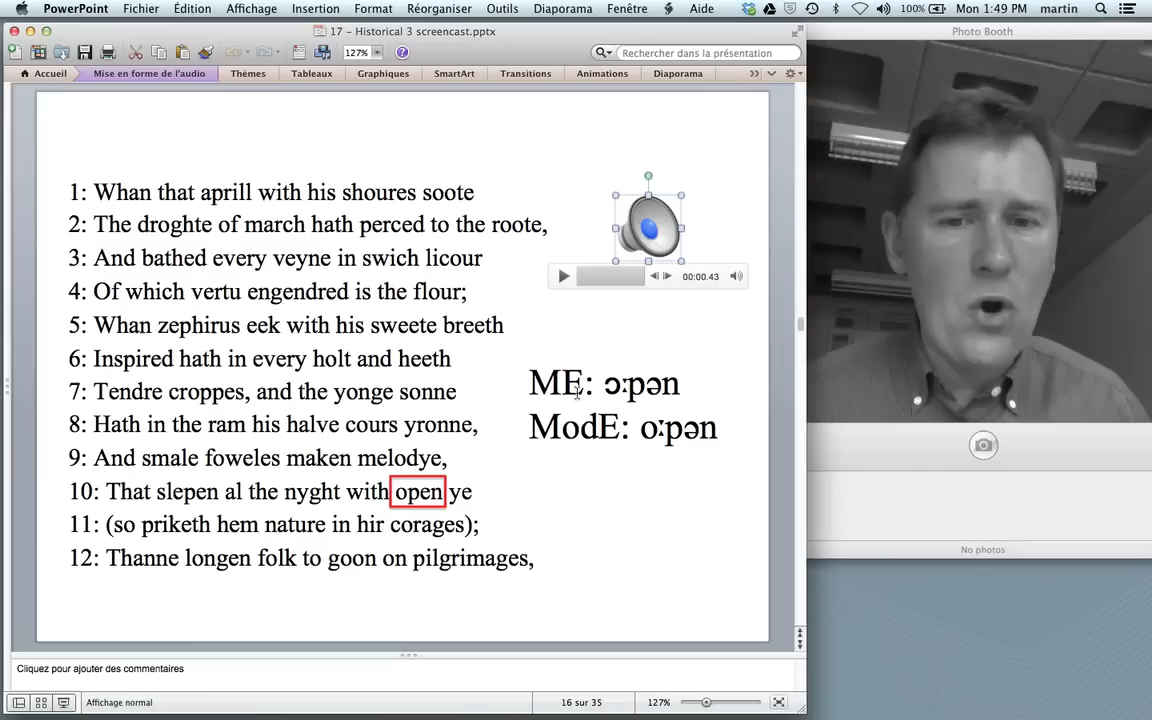 PowerPoint Fichier Édition Affichage Insertion Format Réorganiser Outils Diaporama Fenêtre Aide 100% Mon 1:49 PM martin
17 - Historical 3 screencast.pptx
Photo Booth
127% Rechercher dans la présentation
Accueil Mise en forme de l'audio Thèmes Tableaux Graphiques SmartArt Transitions Animations Diaporama
1: Whan that aprill with his shoures soote
2: The droghte of march hath perced to the roote,
3: And bathed every veyne in swich licour
00:00.43
4: Of which vertu engendred is the flour;
5: Whan zephirus eek with his sweete breeth
6: Inspired hath in every holt and heeth
7: Tendre croppes, and the yonge sonne
8: Hath in the ram his halve cours yronne,
9: And smale foweles maken melodye,
10: That slepen al the nyght with open ye
11: (so priketh hem nature in hir corages);
12: Thanne longen folk to goon on pilgrimages,
ME: ɔːpən
ModE: oːpən
No photos
Cliquez pour ajouter des commentaires
Affichage normal 16 sur 35 127%